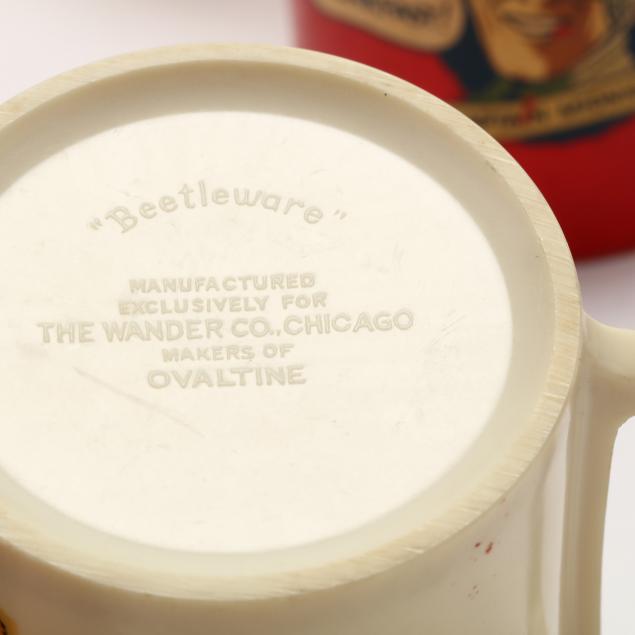 "Beetleware"
MANUFACTURED
EXCLUSIVELY FOR
THE WANDER CO., CHICAGO
MAKERS OF
OVALTINE